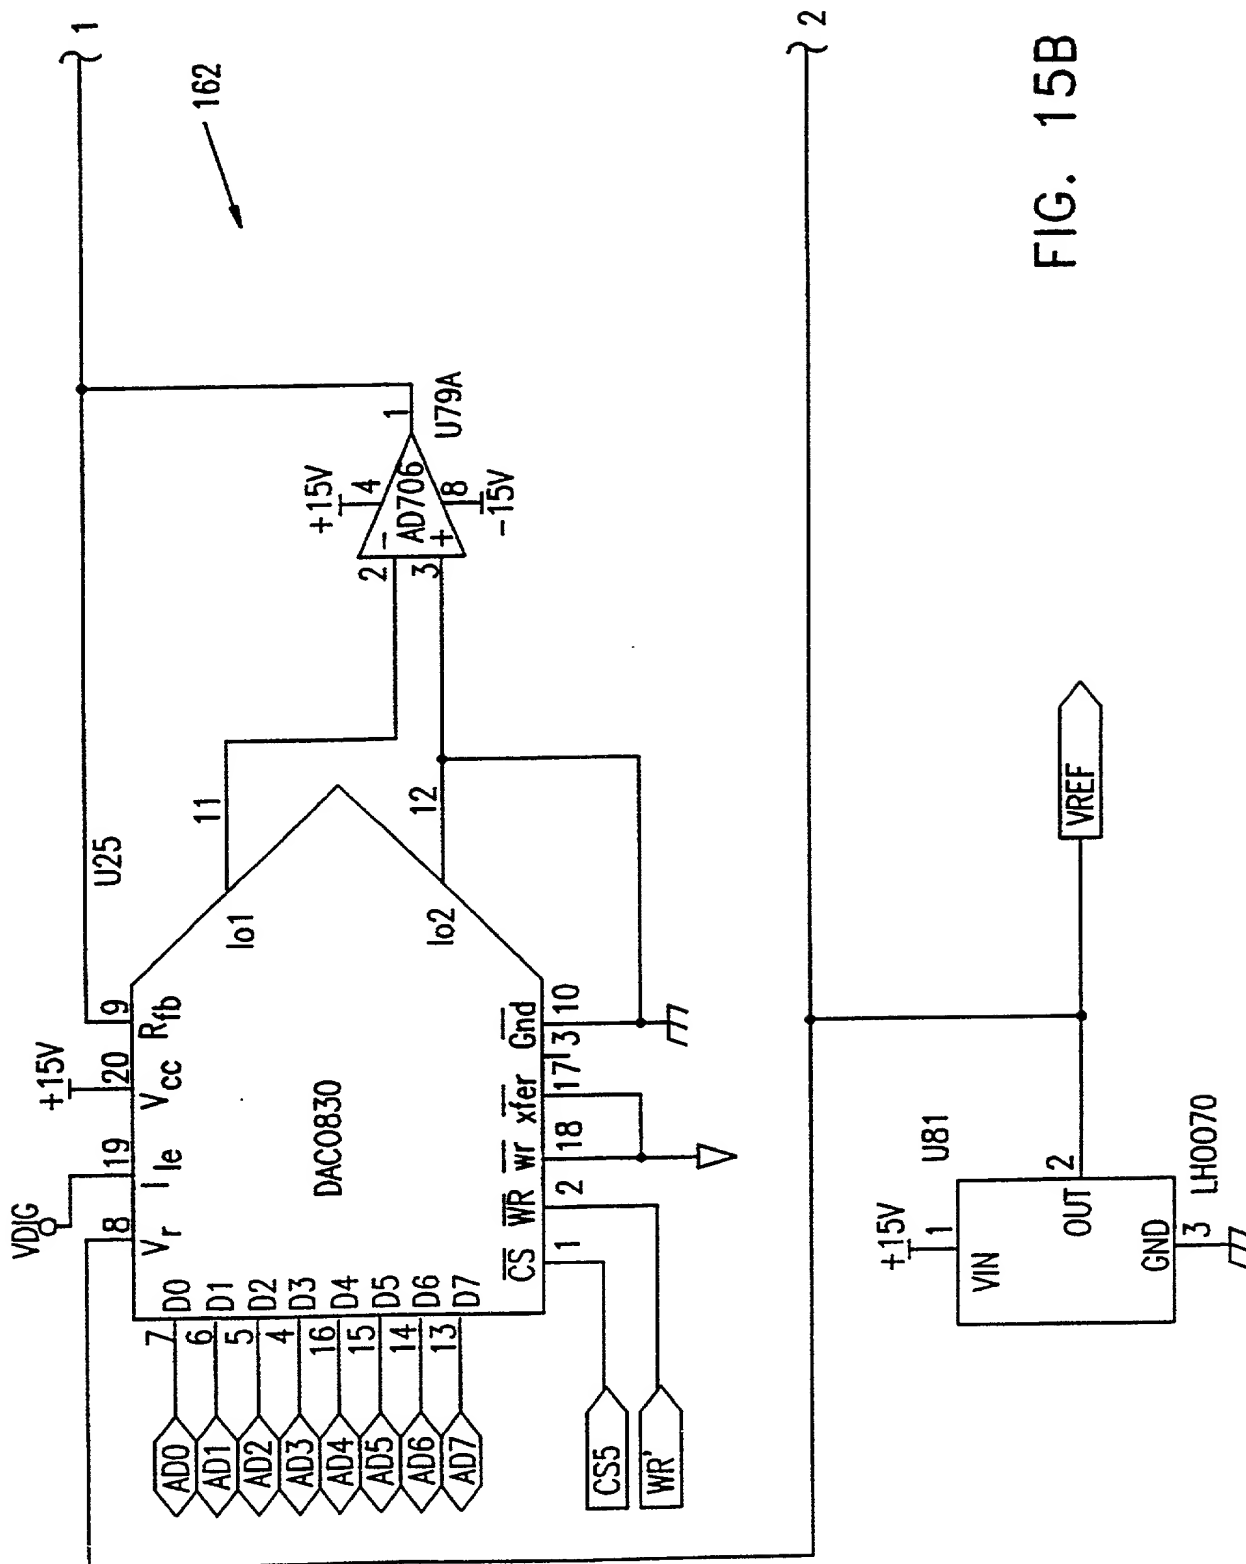 1
162
+15V
4
2
-
AD706
1
3
+
8
-15V
U79A
U25
11
12
Io1
Io2
VDIG
+15V
8
19
20
9
Vr
Ile
Vcc
Rfb
DAC0830
AD0
7
D0
AD1
6
D1
AD2
5
D2
AD3
4
D3
AD4
16
D4
AD5
15
D5
AD6
14
D6
AD7
13
D7
CS
WR
wr
xfer
Gnd
1
2
18
17
3
10
CS5
WR'
2
+15V
U81
1
VIN
OUT
2
GND
3
LH0070
VREF
FIG. 15B